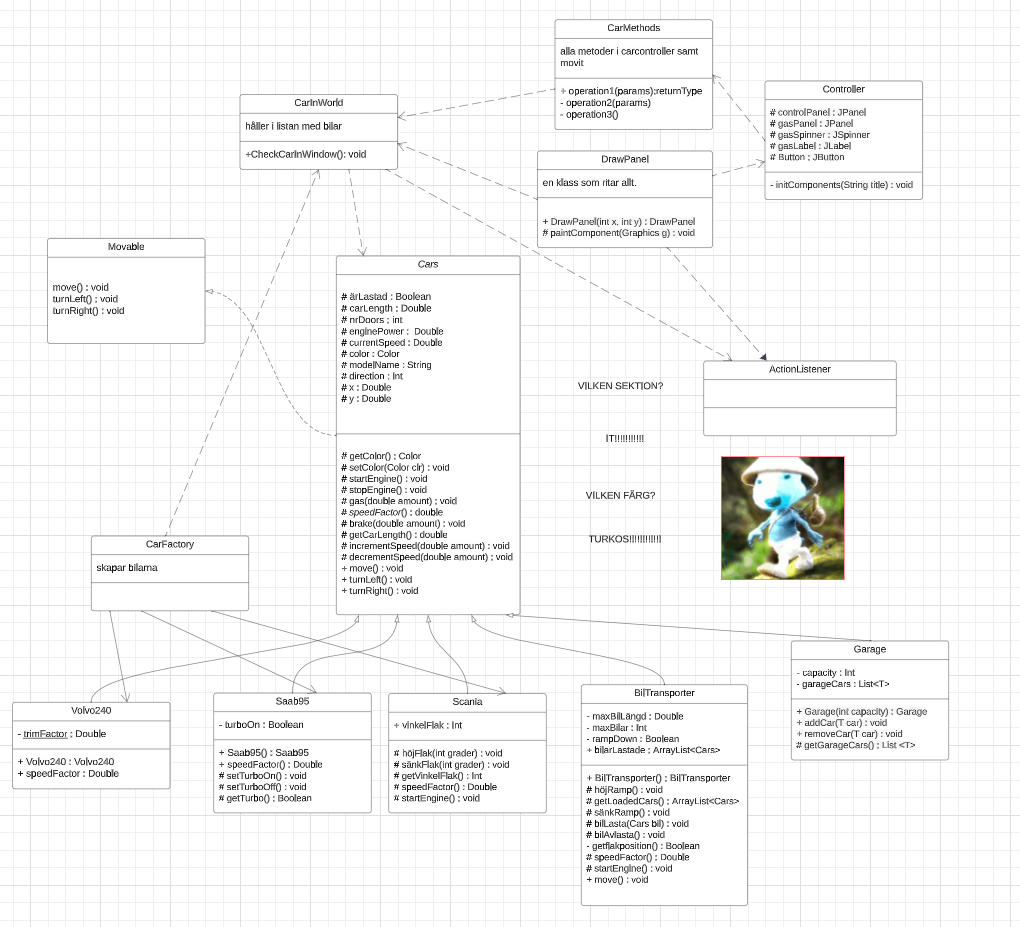 CarMethods
alla metoder i carcontroller samt
movit
+ operation1(params):returnType
- operation2(params)
- operation3()
CarInWorld
håller i listan med bilar
+CheckCarInWindow(): void
Controller
# controlPanel : JPanel
# gasPanel : JPanel
# gasSpinner : JSpinner
# gasLabel : JLabel
# Button ; JButton
- initComponents(String title) : void
DrawPanel
en klass som ritar allt.
+ DrawPanel(int x, int y) : DrawPanel
# paintComponent(Graphics g) : void
Movable
move() : void
turnLeft() ; void
turnRight() : void
Cars
# ärLastad : Boolean
# carLength : Double
# nrDoors ; int
# enginePower : Double
# currentSpeed : Double
# color : Color
# modelName : String
# direction : Int
# x : Double
# y : Double
# getColor() ; Color
# setColor(Color clr) : void
# startEngine() : void
# stopEngine() : void
# gas(double amount) ; void
# speedFactor() : double
# brake(double amount) : void
# getCarLength() : double
# incrementSpeed(double amount) : void
# decrementSpeed(double amount) ; void
+ move() : void
+ turnLeft() : void
+ turnRight() : void
ActionListener
VILKEN SEKTION?
IT!!!!!!!!!!!
VILKEN FÄRG?
TURKOS!!!!!!!!!!!!
CarFactory
skapar bilarna
Volvo240
- trimFactor ; Double
+ Volvo240 : Volvo240
+ speedFactor : Double
Saab95
- turboOn : Boolean
+ Saab95() : Saab95
+ speedFactor() : Double
# setTurboOn() : void
# setTurboOff() : void
# getTurbo() ; Boolean
Scania
+ vinkelFlak : Int
# höjFlak(int grader) : void
# sänkFlak(int grader) : void
# getVinkelFlak() : Int
# speedFactor() : Double
# startEngine() ; void
BilTransporter
- maxBilLängd : Double
- maxBilar : Int
- rampDown : Boolean
+ bilarLastade ; ArrayList<Cars>
+ BilTransporter() ; BilTransporter
# höjRamp() : void
# getLoadedCars() ; ArrayList<Cars>
# sänkRamp() : void
# bilLasta(Cars bil) : void
# bilAvlasta() : void
- getflakposition() : Boolean
# speedFactor() ; Double
# startEngine() : void
+ move() : void
Garage
- capacity : Int
- garageCars : List<T>
+ Garage(int capacity) : Garage
+ addCar(T car) : void
+ removeCar(T car) : void
# getGarageCars() ; List <T>